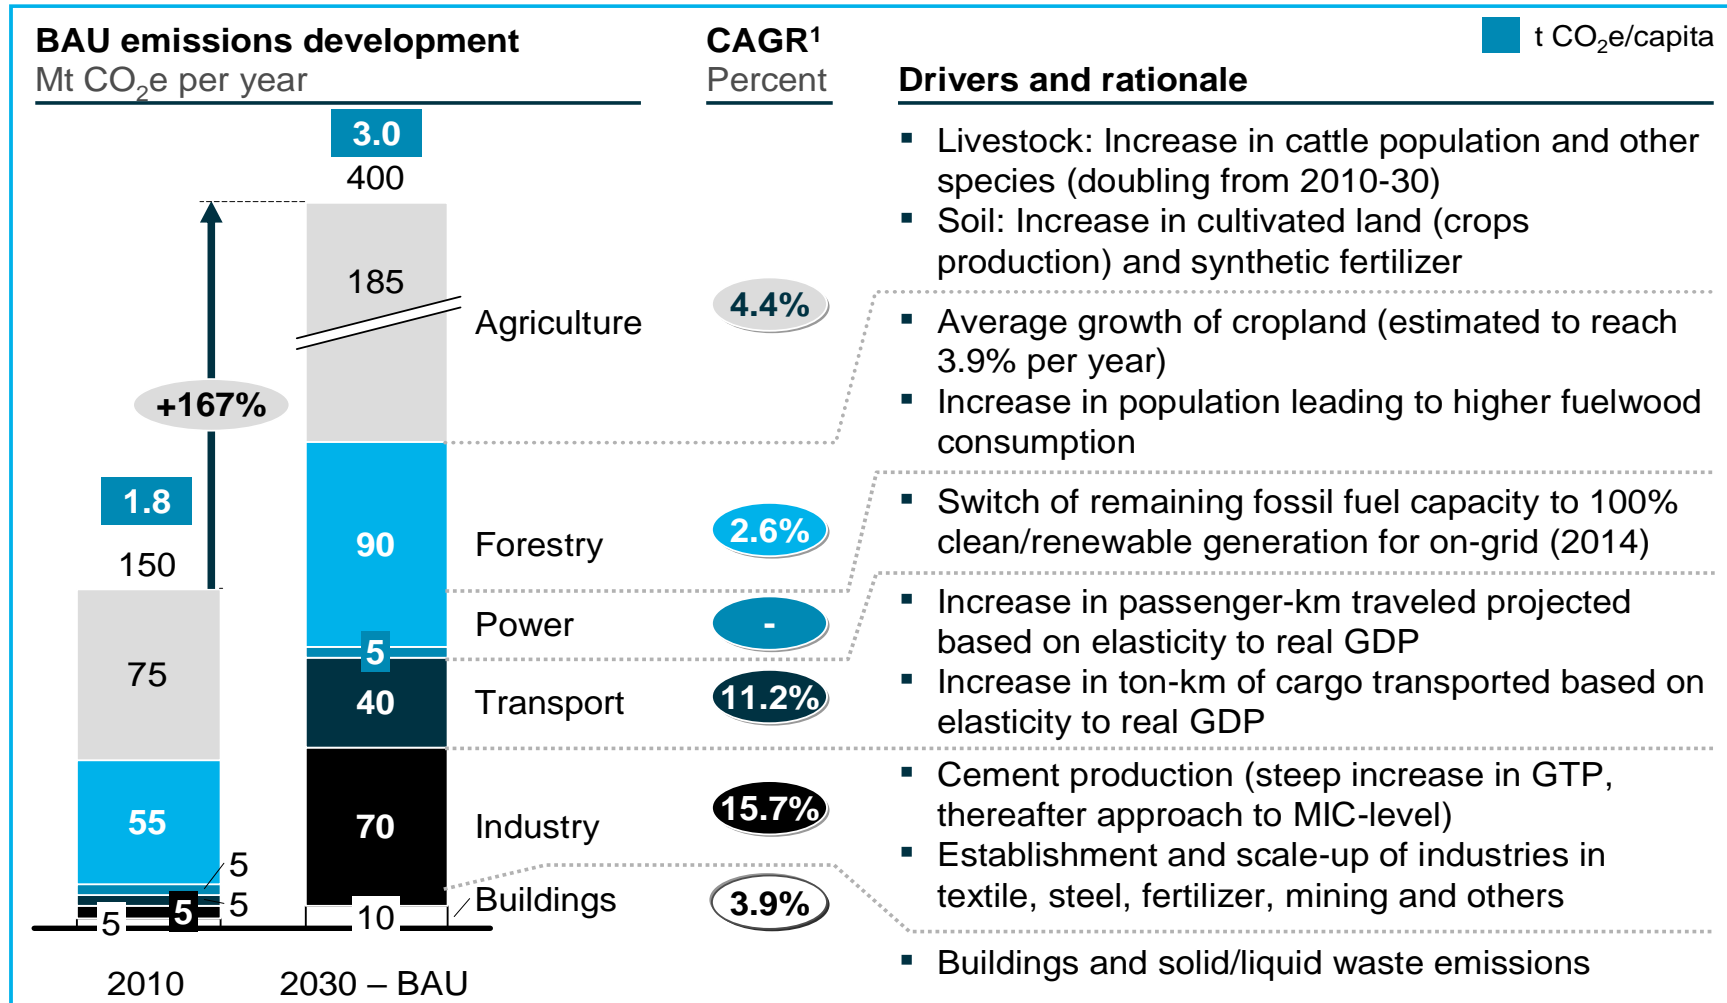 BAU emissions development
Mt CO₂e per year
CAGR¹
Percent
t CO₂e/capita
Drivers and rationale
3.0
400
185
+167%
1.8
150
75
55
5
5
5
5
90
5
40
70
10
2010
2030 – BAU
Agriculture
4.4%
Forestry
2.6%
Power
-
Transport
11.2%
Industry
15.7%
Buildings
3.9%
▪ Livestock: Increase in cattle population and other
species (doubling from 2010-30)
▪ Soil: Increase in cultivated land (crops
production) and synthetic fertilizer
▪ Average growth of cropland (estimated to reach
3.9% per year)
▪ Increase in population leading to higher fuelwood
consumption
▪ Switch of remaining fossil fuel capacity to 100%
clean/renewable generation for on-grid (2014)
▪ Increase in passenger-km traveled projected
based on elasticity to real GDP
▪ Increase in ton-km of cargo transported based on
elasticity to real GDP
▪ Cement production (steep increase in GTP,
thereafter approach to MIC-level)
▪ Establishment and scale-up of industries in
textile, steel, fertilizer, mining and others
▪ Buildings and solid/liquid waste emissions